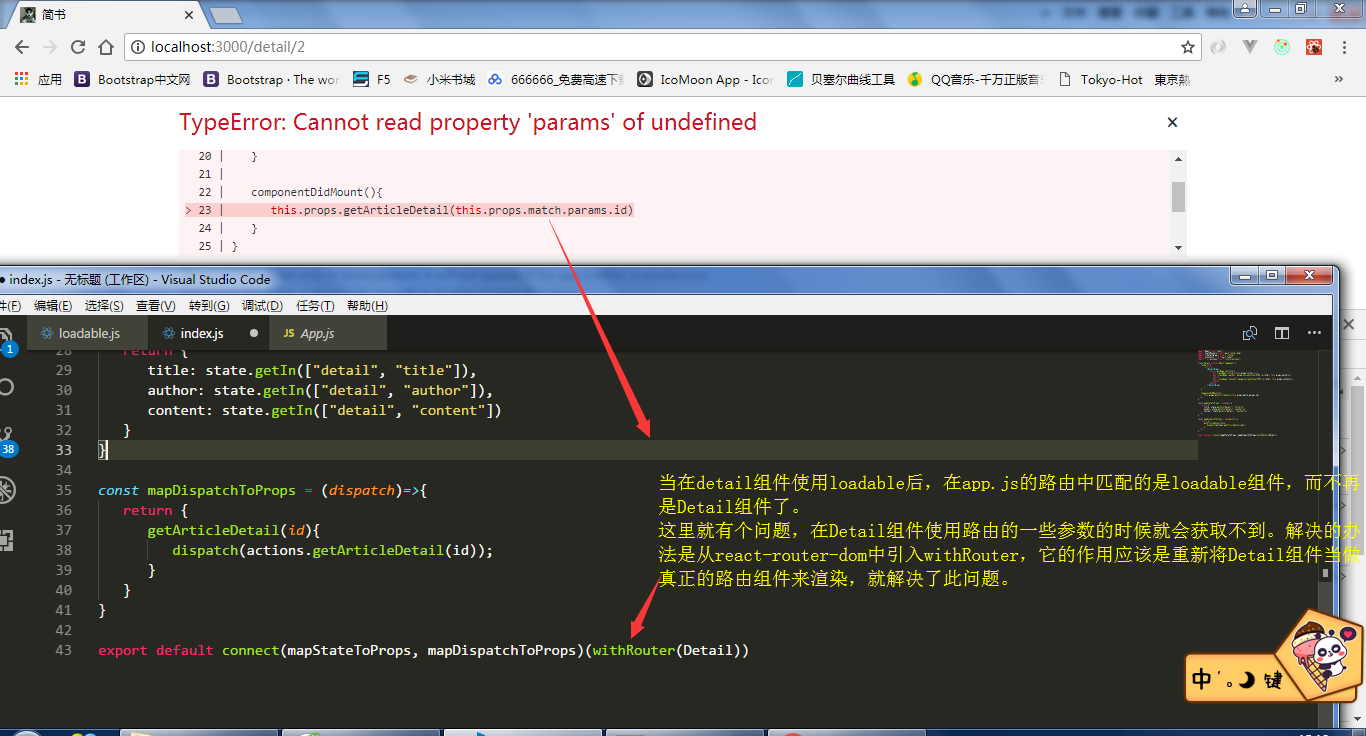 简书
localhost:3000/detail/2
应用 Bootstrap中文网 Bootstrap · The wor F5 小米书城 666666_免费高速下载 IcoMoon App - Icon 贝塞尔曲线工具 QQ音乐-千万正版音 Tokyo-Hot 東京熱 »
TypeError: Cannot read property 'params' of undefined
20 | }
21 |
22 | componentDidMount(){
> 23 | this.props.getArticleDetail(this.props.match.params.id)
24 | }
25 | }
index.js - 无标题 (工作区) - Visual Studio Code
件(F) 编辑(E) 选择(S) 查看(V) 转到(G) 调试(D) 任务(T) 帮助(H)
loadable.js index.js JS App.js
1
38
28 return {
29 title: state.getIn(["detail", "title"]),
30 author: state.getIn(["detail", "author"]),
31 content: state.getIn(["detail", "content"])
32 }
33 }
34
35 const mapDispatchToProps = (dispatch)=>{
36 return {
37 getArticleDetail(id){
38 dispatch(actions.getArticleDetail(id));
39 }
40 }
41 }
42
43 export default connect(mapStateToProps, mapDispatchToProps)(withRouter(Detail))
当在detail组件使用loadable后，在app.js的路由中匹配的是loadable组件，而不再
是Detail组件了。
这里就有个问题，在Detail组件使用路由的一些参数的时候就会获取不到。解决的办
法是从react-router-dom中引入withRouter，它的作用应该是重新将Detail组件当做
真正的路由组件来渲染，就解决了此问题。
中 ′。 键